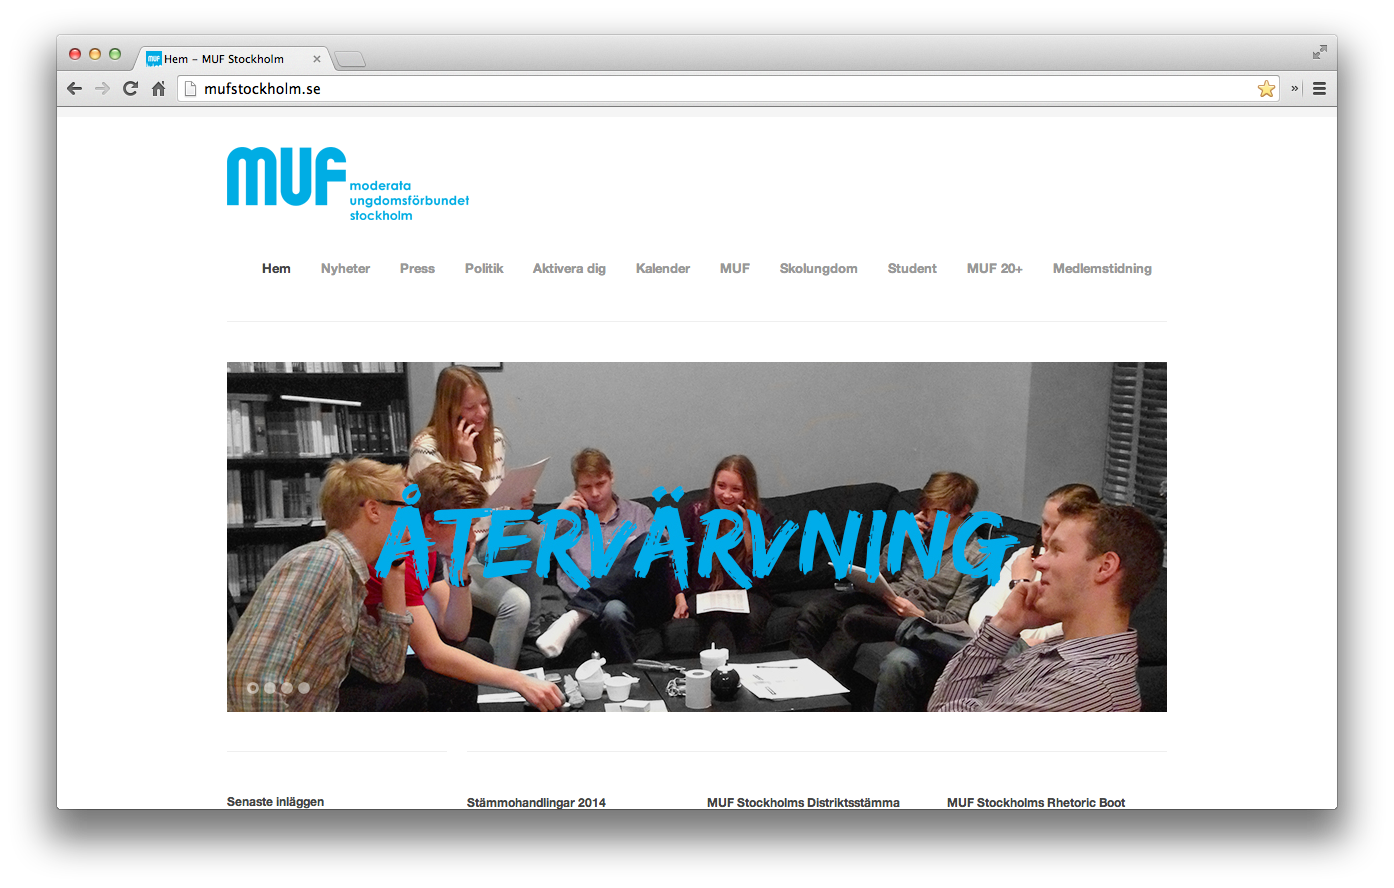 Hem – MUF Stockholm
mufstockholm.se
MUF
moderata
ungdomsförbundet
stockholm
Hem Nyheter Press Politik Aktivera dig Kalender MUF Skolungdom Student MUF 20+ Medlemstidning
ÅTERVÄRVNING
Senaste inläggen
Stämmohandlingar 2014
MUF Stockholms Distriktsstämma
MUF Stockholms Rhetoric Boot